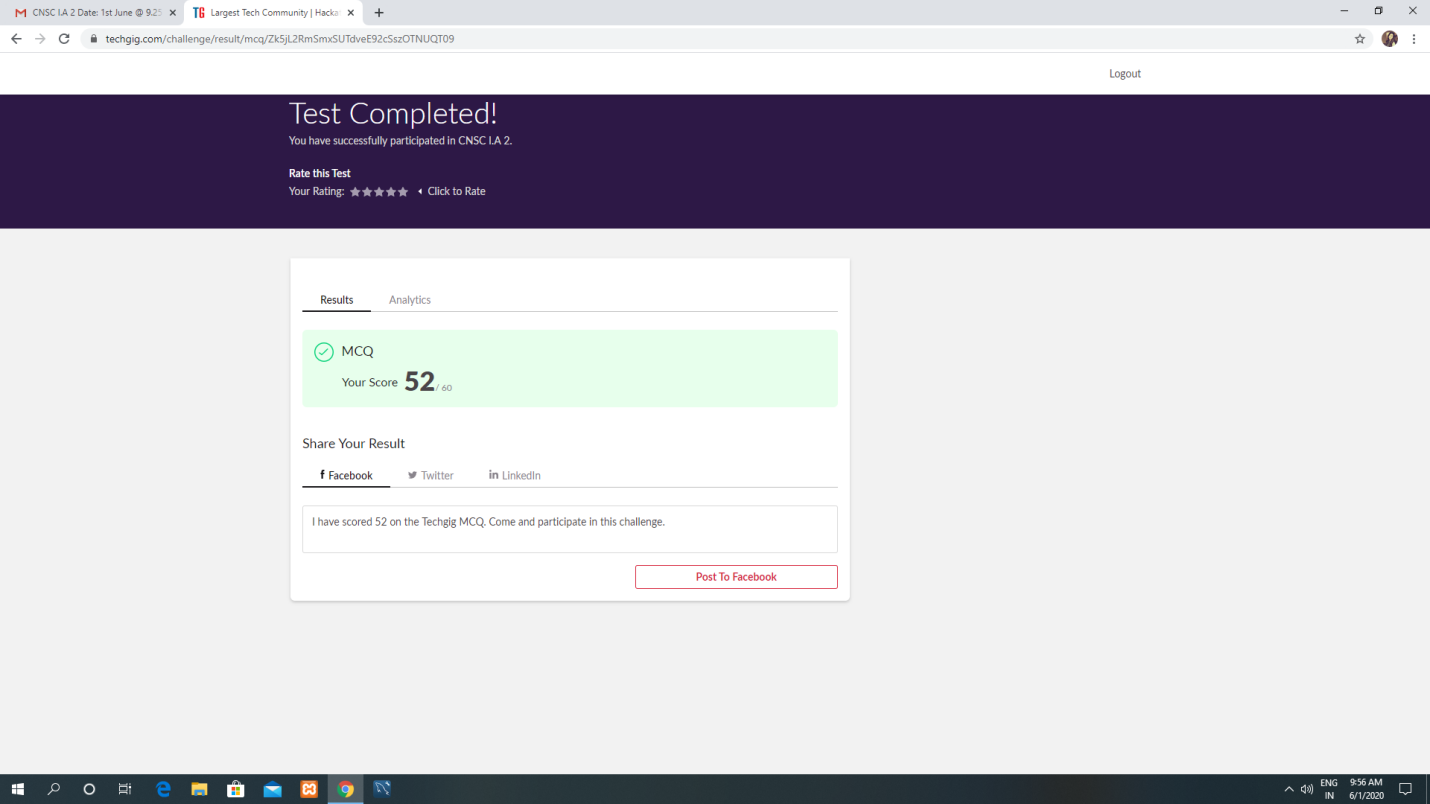 CNSC I.A 2 Date: 1st June @ 9.25
TG Largest Tech Community | Hacka
techgig.com/challenge/result/mcq/Zk5jL2RmSmxSUTdveE92cSszOTNUQT09
Logout
Test Completed!
You have successfully participated in CNSC I.A 2.
Rate this Test
Your Rating: Click to Rate
Results Analytics
MCQ
Your Score 52 / 60
Share Your Result
Facebook Twitter LinkedIn
I have scored 52 on the Techgig MCQ. Come and participate in this challenge.
Post To Facebook
ENG 9:56 AM
IN 6/1/2020